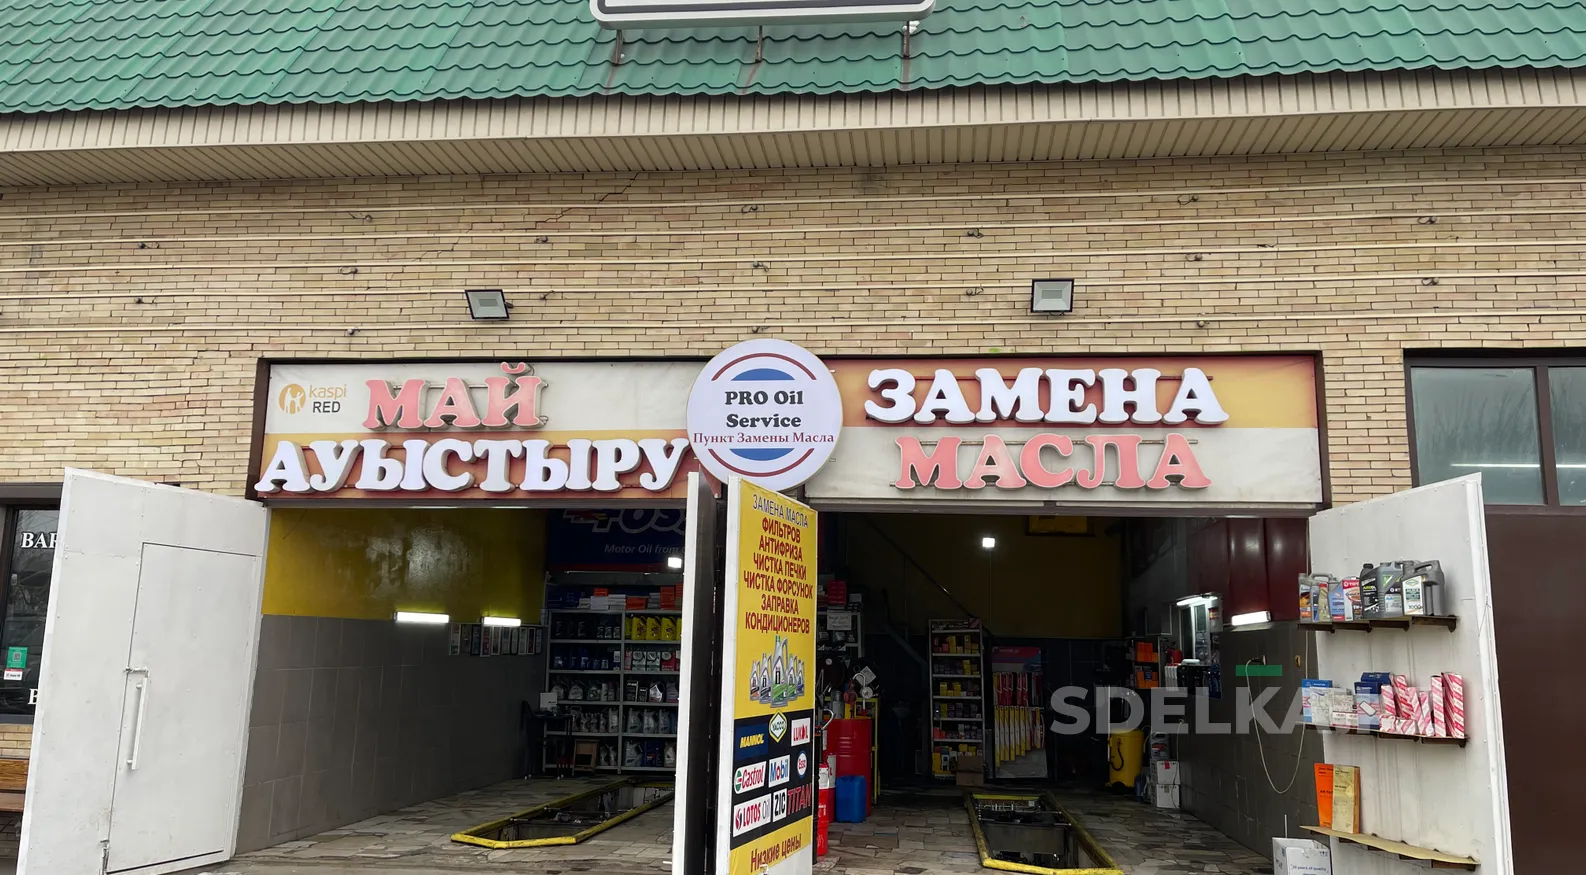 kaspi
RED
МАЙ
АУЫСТЫРУ
PRO Oil
Service
Пункт Замены Масла
ЗАМЕНА
МАСЛА
Motor Oil from
ЗАМЕНА МАСЛА
ФИЛЬТРОВ
АНТИФРИЗА
ЧИСТКА ПЕЧКИ
ЧИСТКА ФОРСУНОК
ЗАПРАВКА
КОНДИЦИОНЕРОВ
MANNOL
LUKOIL
Castrol
Mobil
Esso
LOTOS Oil
ZIC
TITAN
Низкие цены
BAR
B
SDELKA